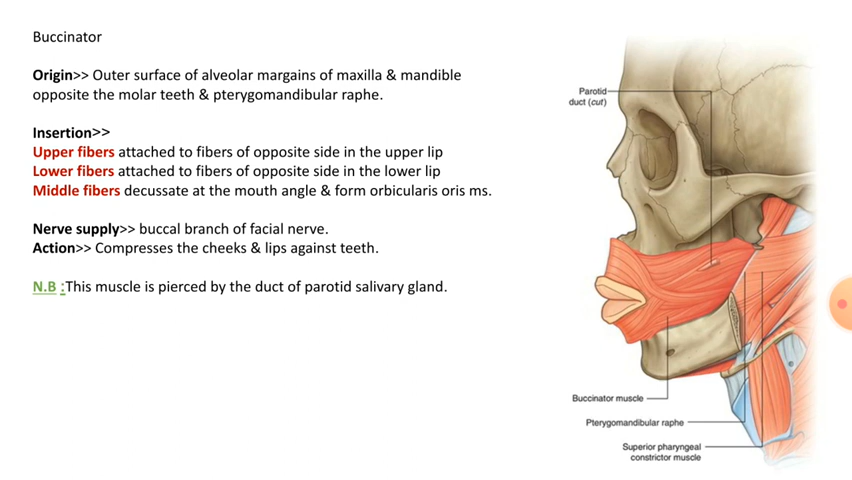 Buccinator
Origin>> Outer surface of alveolar margains of maxilla & mandible
opposite the molar teeth & pterygomandibular raphe.
Insertion>>
Upper fibers attached to fibers of opposite side in the upper lip
Lower fibers attached to fibers of opposite side in the lower lip
Middle fibers decussate at the mouth angle & form orbicularis oris ms.
Nerve supply>> buccal branch of facial nerve.
Action>> Compresses the cheeks & lips against teeth.
N.B :This muscle is pierced by the duct of parotid salivary gland.
Parotid
duct (cut)
Buccinator muscle
Pterygomandibular raphe
Superior pharyngeal
constrictor muscle